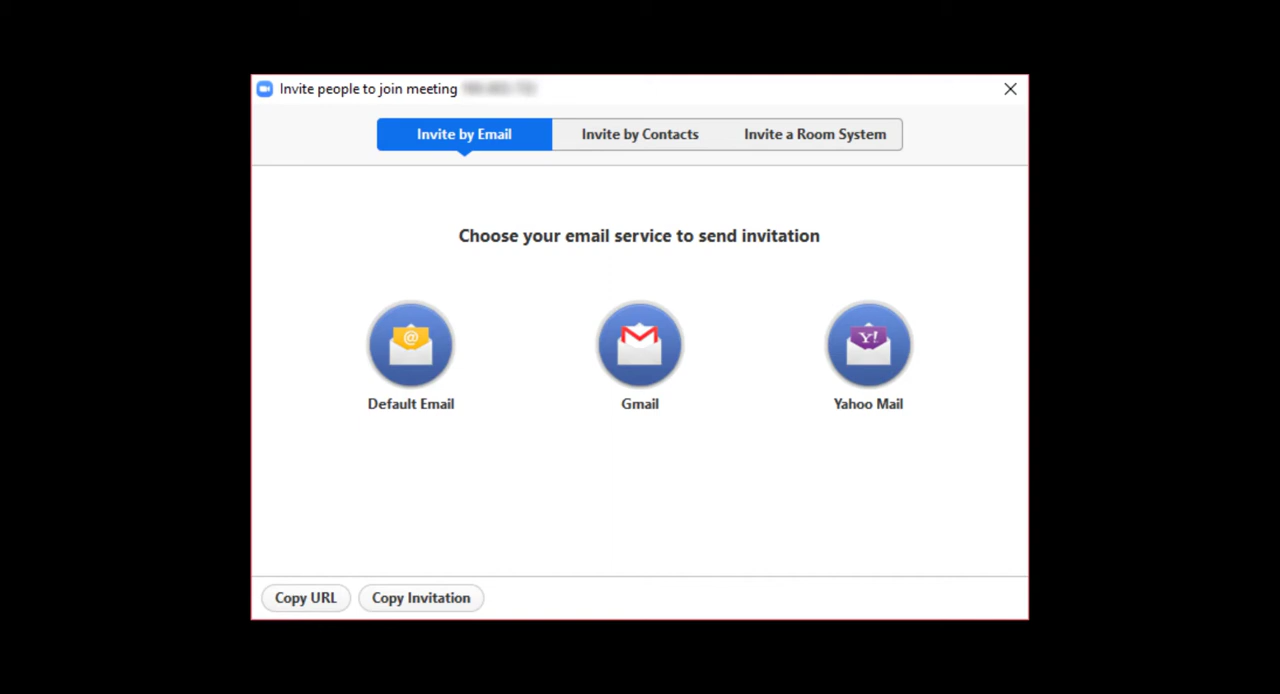 Invite people to join meeting
Invite by Email Invite by Contacts Invite a Room System
Choose your email service to send invitation
@ Y!
Default Email Gmail Yahoo Mail
Copy URL Copy Invitation